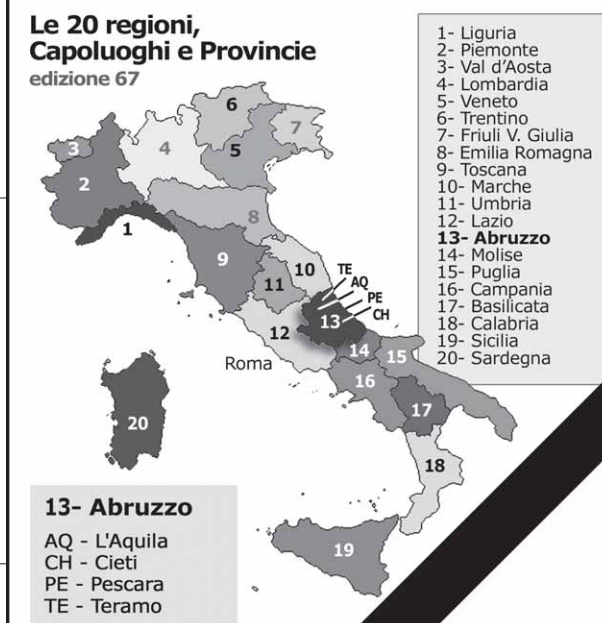 Le 20 regioni,
Capoluoghi e Provincie
edizione 67
1- Liguria
2- Piemonte
3- Val d'Aosta
4- Lombardia
5- Veneto
6- Trentino
7- Friuli V. Giulia
8- Emilia Romagna
9- Toscana
10- Marche
11- Umbria
12- Lazio
13- Abruzzo
14- Molise
15- Puglia
16- Campania
17- Basilicata
18- Calabria
19- Sicilia
20- Sardegna
6
7
3
4
5
2
8
1
9
10
TE
AQ
11
PE
13
CH
12
14
15
Roma
16
17
20
18
19
13- Abruzzo
AQ - L'Aquila
CH - Cieti
PE - Pescara
TE - Teramo